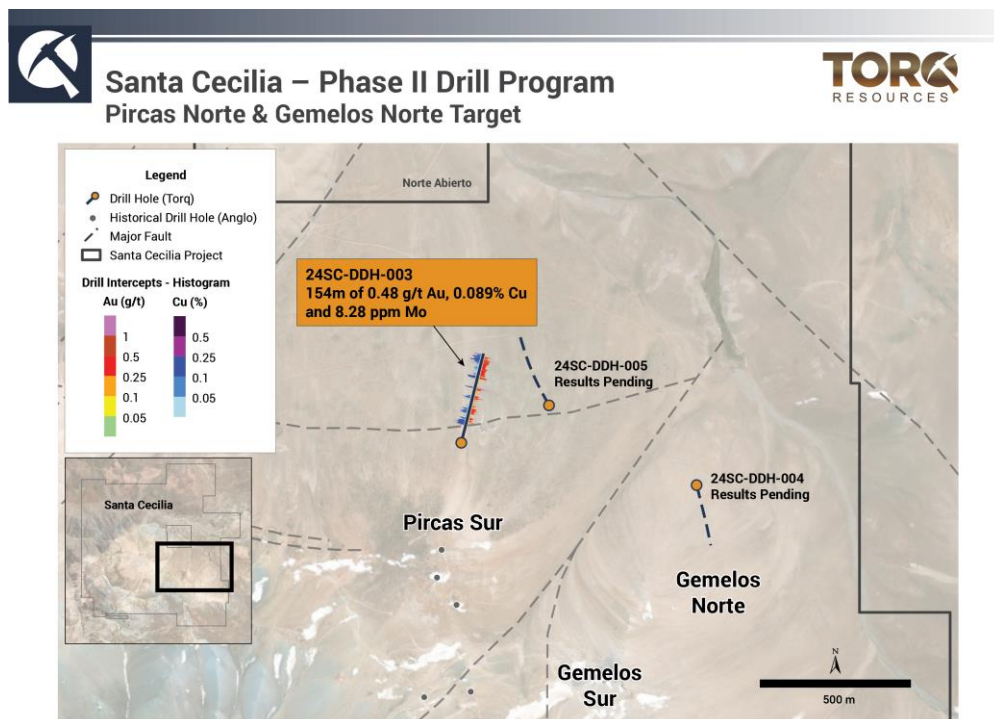 Santa Cecilia – Phase II Drill Program
Pircas Norte & Gemelos Norte Target
TORQ
RESOURCES
Legend
Drill Hole (Torq)
Historical Drill Hole (Anglo)
Major Fault
Santa Cecilia Project
Drill Intercepts - Histogram
Au (g/t)
Cu (%)
1
0.5
0.25
0.1
0.05
0.5
0.25
0.1
0.05
Norte Abierto
24SC-DDH-003
154m of 0.48 g/t Au, 0.089% Cu
and 8.28 ppm Mo
24SC-DDH-005
Results Pending
24SC-DDH-004
Results Pending
Santa Cecilia
Pircas Sur
Gemelos
Norte
Gemelos
Sur
N
500 m